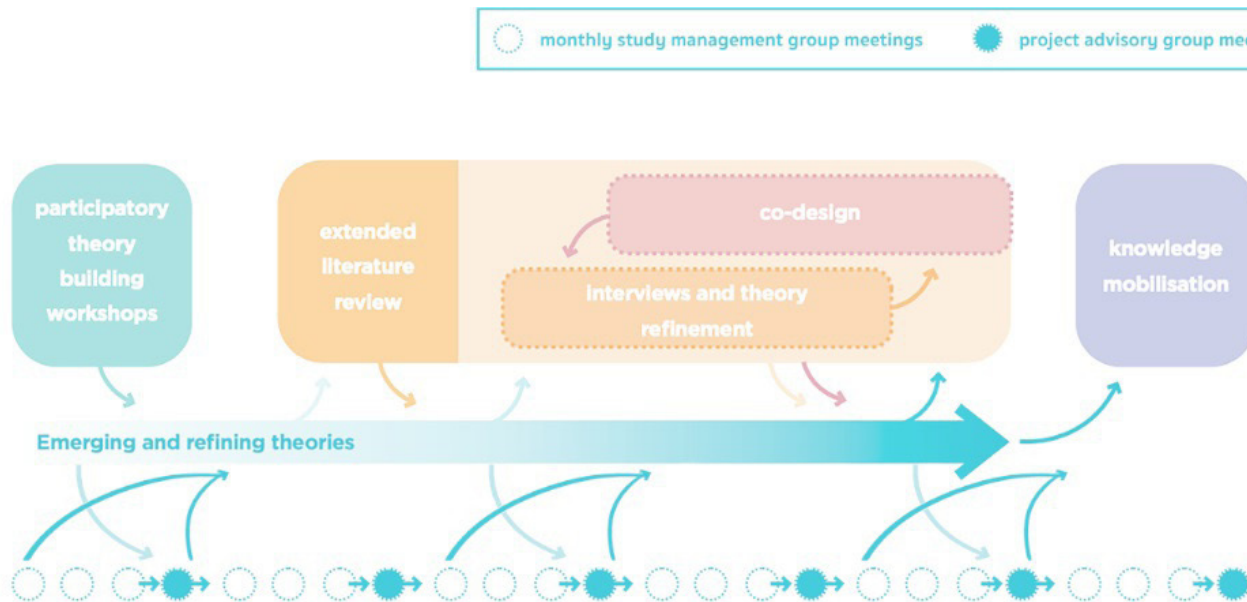 monthly study management group meetings
project advisory group mee
participatory
theory
building
workshops
extended
literature
review
co-design
interviews and theory
refinement
knowledge
mobilisation
Emerging and refining theories